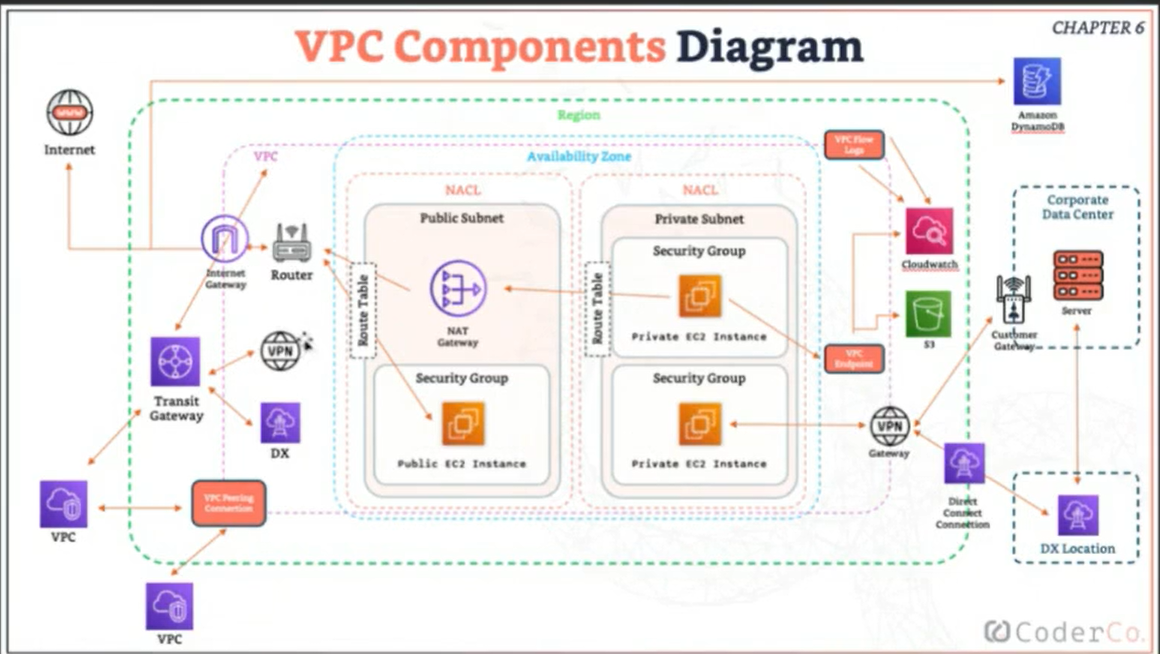 CHAPTER 6
VPC Components Diagram
Internet
Amazon
DynamoDB
Region
VPC
Availability Zone
VPC Flow
Logs
NACL
NACL
Public Subnet
Private Subnet
Corporate
Data Center
Internet
Gateway
Router
Route Table
NAT
Gateway
Route Table
Security Group
Private EC2 Instance
Cloudwatch
S3
VPC
Endpoint
Customer
Gateway
Server
Transit
Gateway
VPN
DX
Security Group
Public EC2 Instance
Security Group
Private EC2 Instance
VPN
Gateway
VPC
VPC Peering
Connection
Direct
Connect
Connection
DX Location
VPC
CoderCo.
www